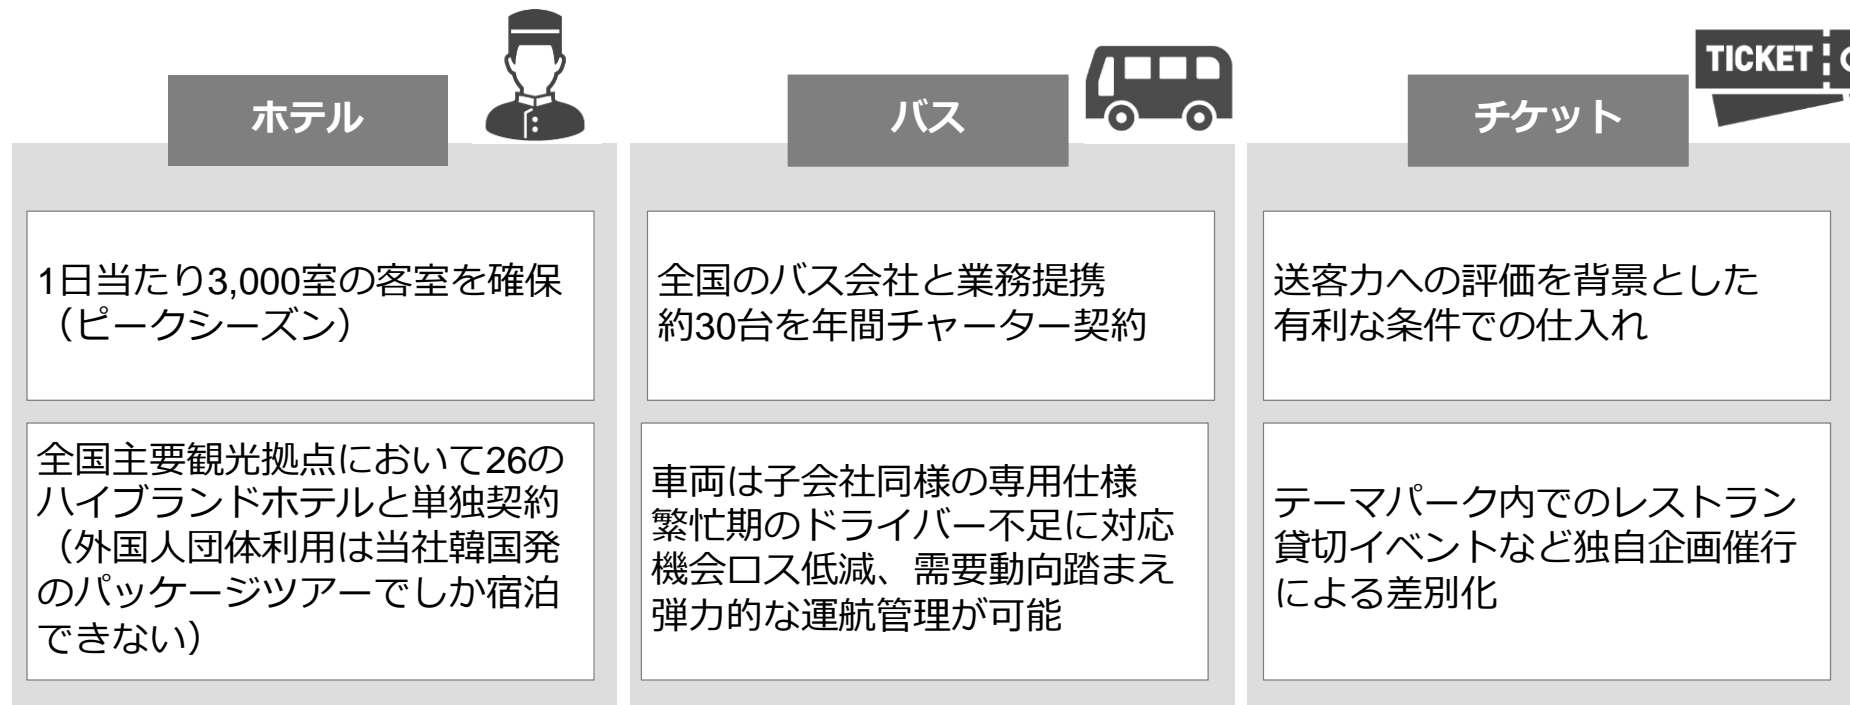 ホテル
1日当たり3,000室の客室を確保
（ピークシーズン）
全国主要観光拠点において26の
ハイブランドホテルと単独契約
（外国人団体利用は当社韓国発
のパッケージツアーでしか宿泊
できない）
バス
全国のバス会社と業務提携
約30台を年間チャーター契約
車両は子会社同様の専用仕様
繁忙期のドライバー不足に対応
機会ロス低減、需要動向踏まえ
弾力的な運航管理が可能
TICKET
チケット
送客力への評価を背景とした
有利な条件での仕入れ
テーマパーク内でのレストラン
貸切イベントなど独自企画催行
による差別化